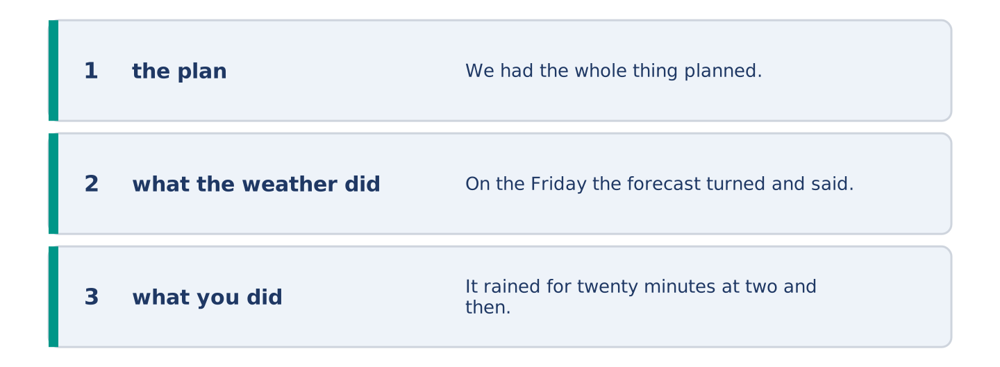 1 the plan We had the whole thing planned.
2 what the weather did On the Friday the forecast turned and said.
3 what you did It rained for twenty minutes at two and
then.